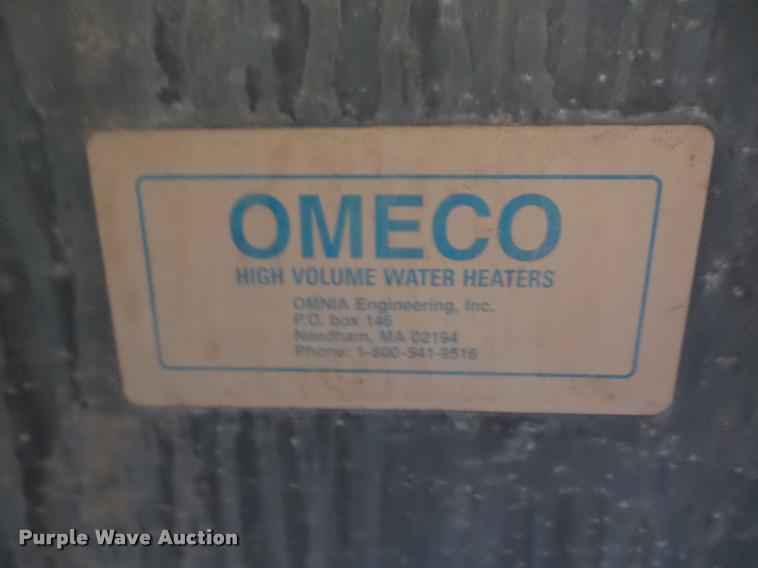 OMECO
HIGH VOLUME WATER HEATERS
OMNIA Engineering, Inc.
P.O. box 146
Needham, MA 02194
Phone: 1-800-541-9516
Purple Wave Auction